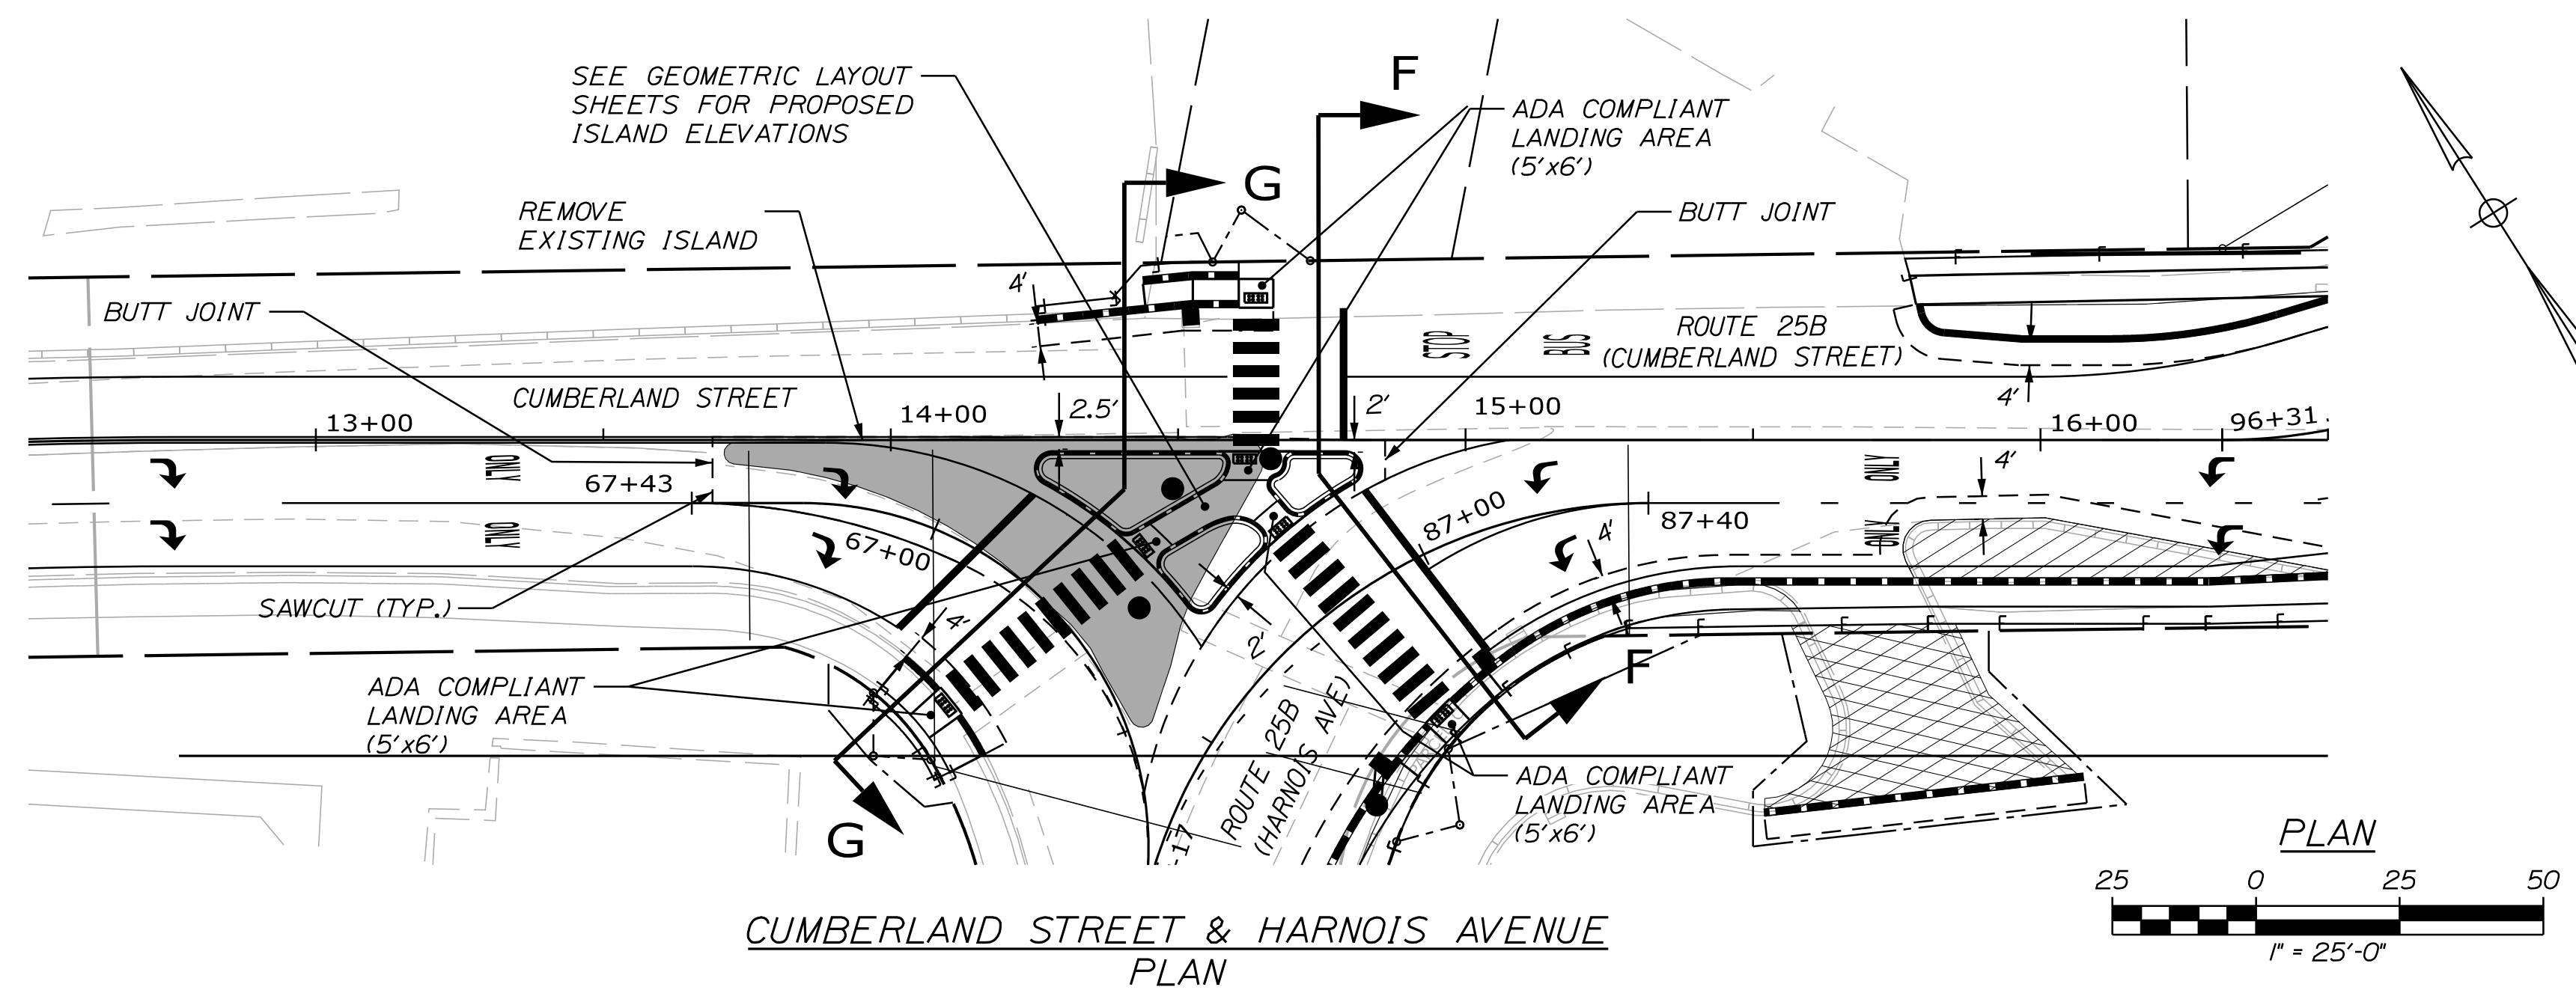 SEE GEOMETRIC LAYOUT
SHEETS FOR PROPOSED
ISLAND ELEVATIONS
F
ADA COMPLIANT
LANDING AREA
(5'x6')
G
REMOVE
EXISTING ISLAND
BUTT JOINT
BUTT JOINT
4'
STOP
BUS
ROUTE 25B
(CUMBERLAND STREET)
4'
CUMBERLAND STREET
13+00
14+00
2.5'
2'
15+00
16+00
96+31
ONLY
67+43
ONLY
4'
ONLY
67+00
87+00
87+40
4'
ONLY
SAWCUT (TYP.)
4'
2'
F
ADA COMPLIANT
LANDING AREA
(5'x6')
ROUTE 25B
(HARNOIS AVE)
ADA COMPLIANT
LANDING AREA
(5'x6')
G
17
PLAN
25 0 25 50
1" = 25'-0"
CUMBERLAND STREET & HARNOIS AVENUE
PLAN